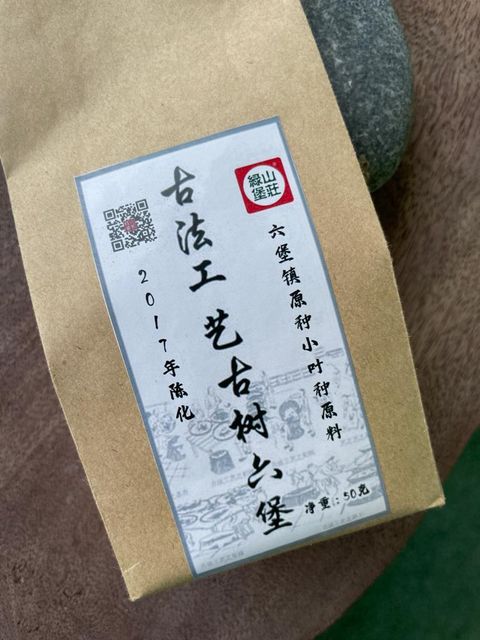 綠山
堡莊
六堡镇原种小叶种原料
古法工艺古树六堡
2017年陈化
净重：50克